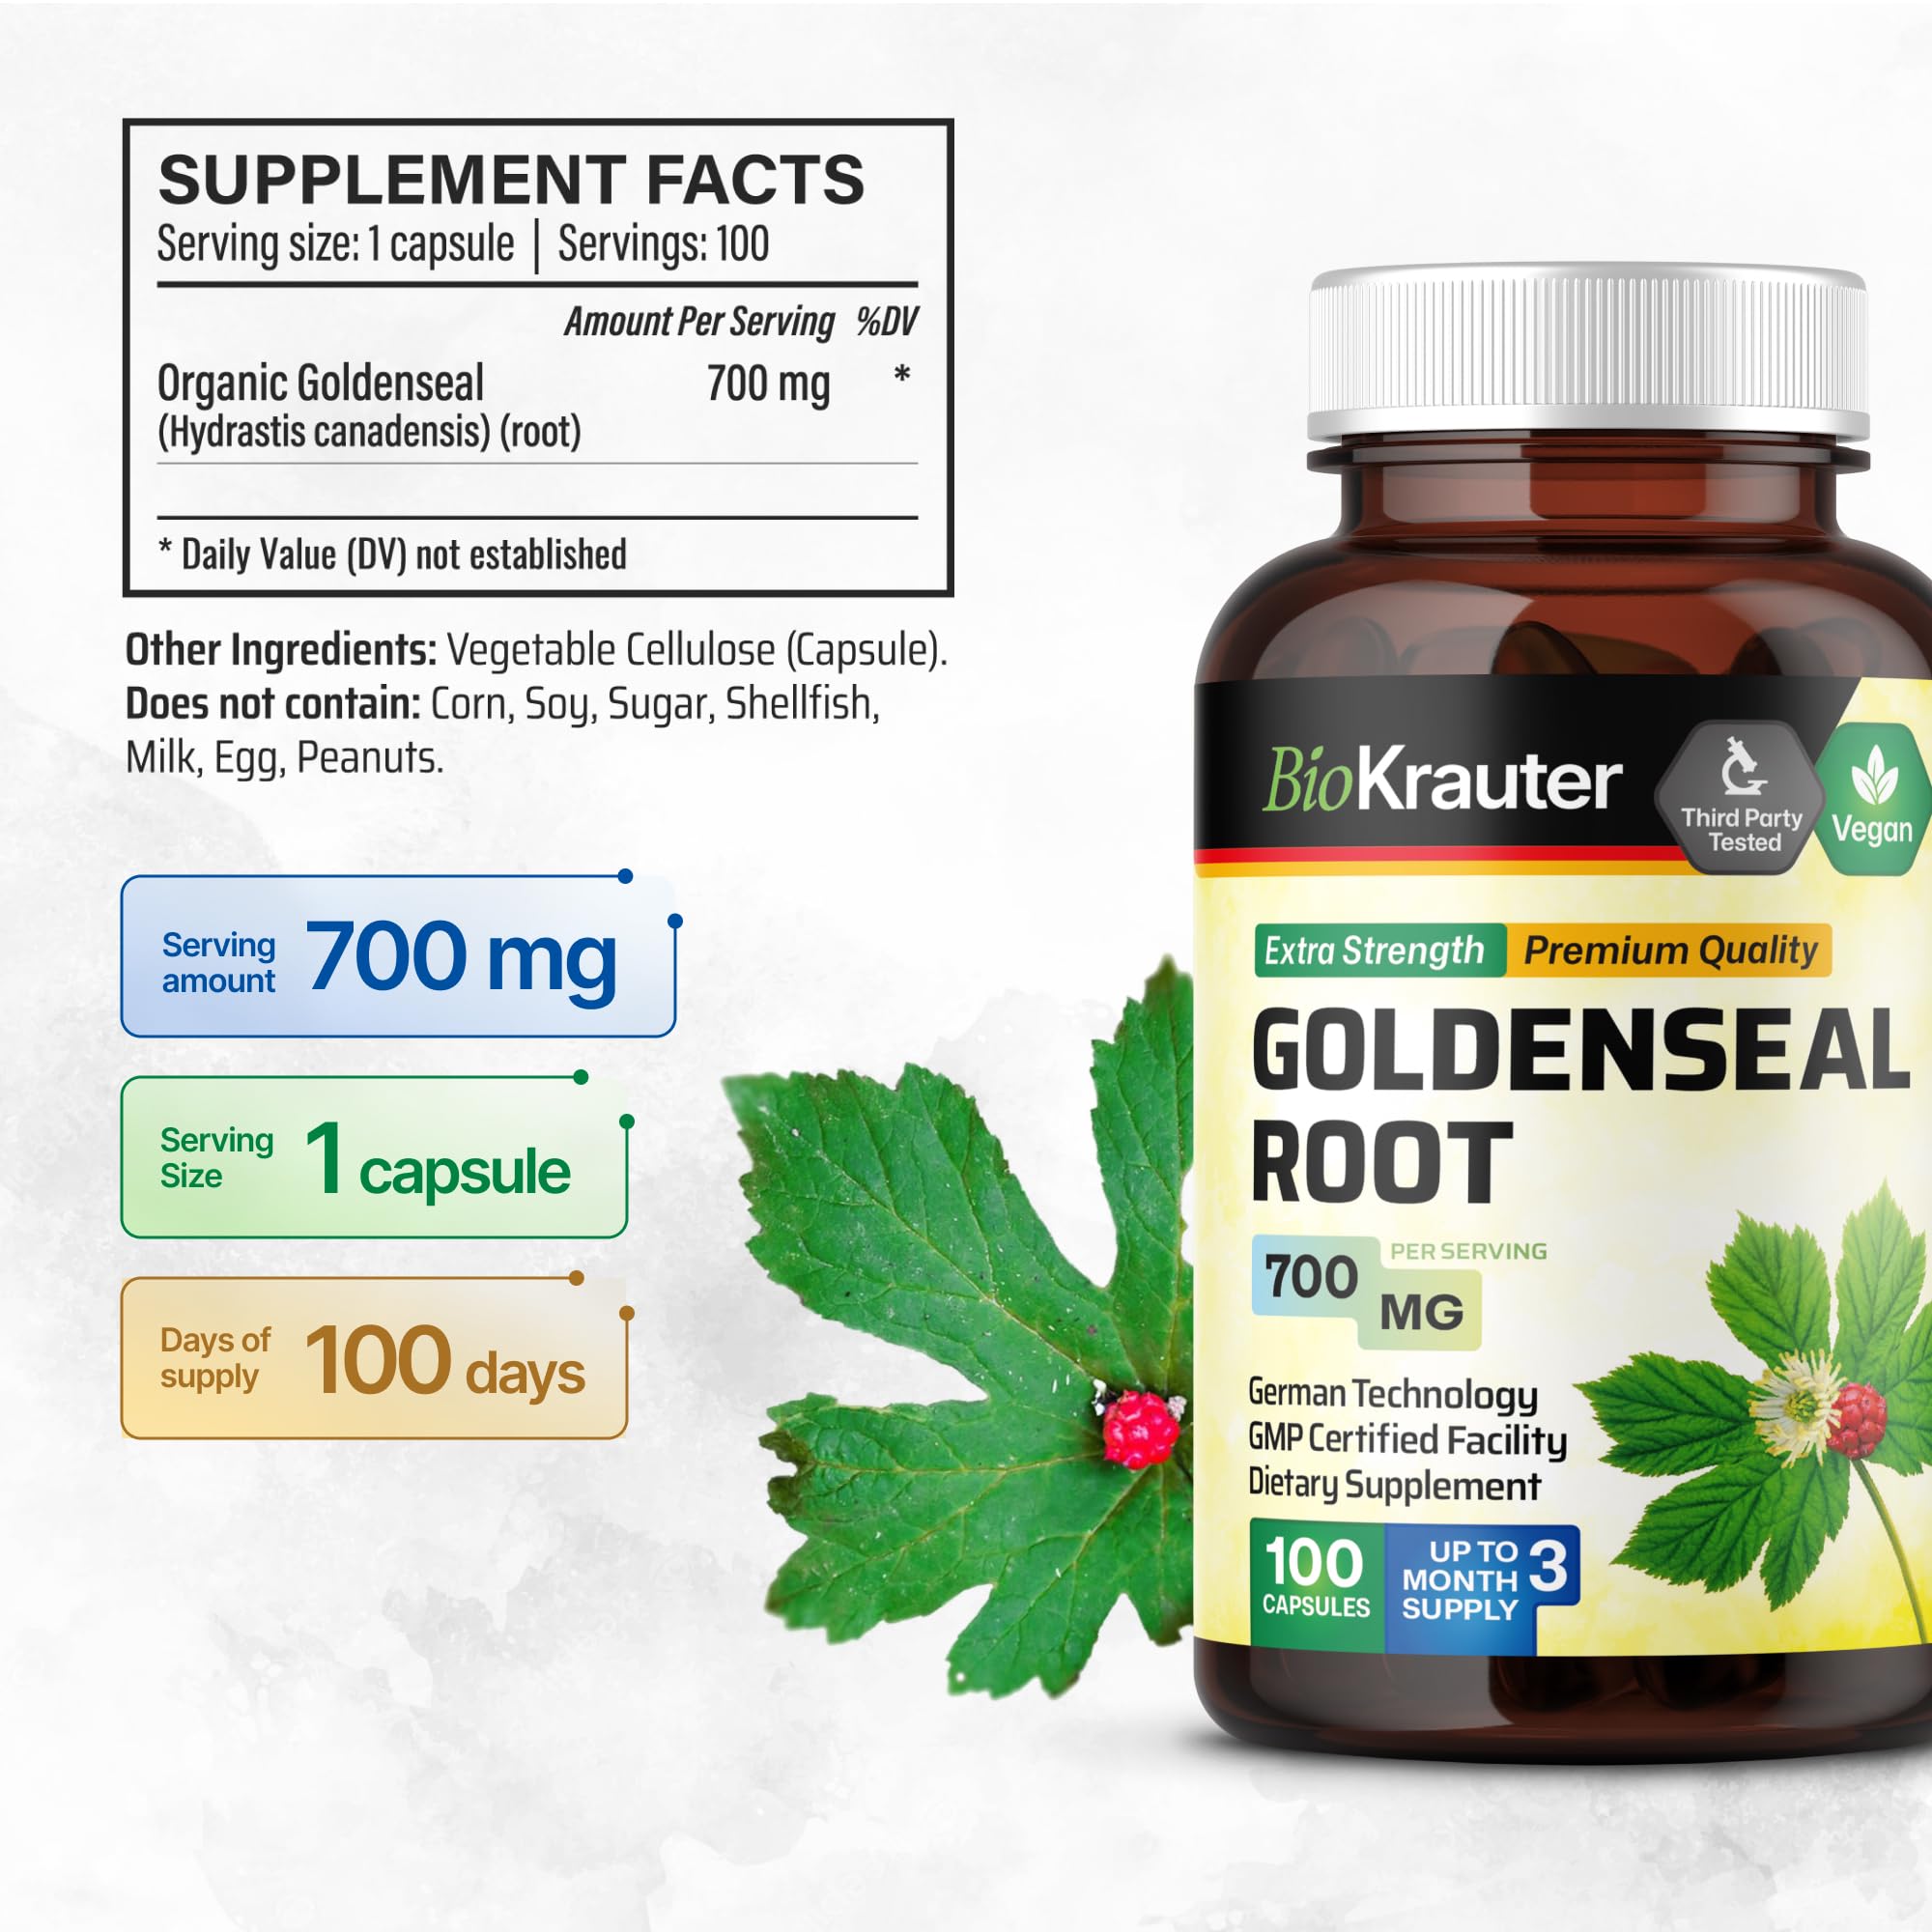 SUPPLEMENT FACTS
Serving size: 1 capsule | Servings: 100
Amount Per Serving %DV
Organic Goldenseal 700 mg *
(Hydrastis canadensis) (root)
* Daily Value (DV) not established
Other Ingredients: Vegetable Cellulose (Capsule).
Does not contain: Corn, Soy, Sugar, Shellfish,
Milk, Egg, Peanuts.
Serving
amount
700 mg
Serving
Size
1 capsule
Days of
supply
100 days
BioKrauter
Third Party
Tested
Vegan
Extra Strength Premium Quality
GOLDENSEAL
ROOT
700
PER SERVING
MG
German Technology
GMP Certified Facility
Dietary Supplement
100
CAPSULES
UP TO 3
MONTH
SUPPLY